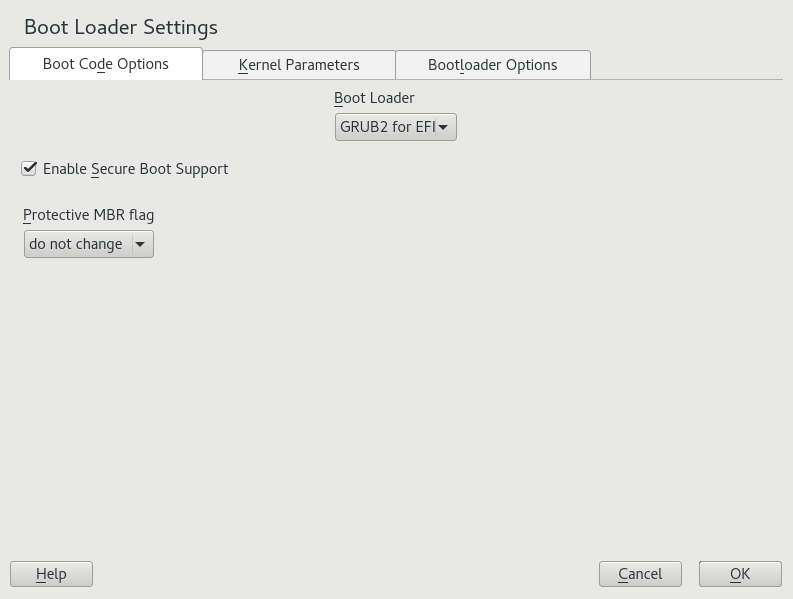 Boot Loader Settings
Boot Code Options Kernel Parameters Bootloader Options
Boot Loader
GRUB2 for EFI
Enable Secure Boot Support
Protective MBR flag
do not change
Help Cancel OK